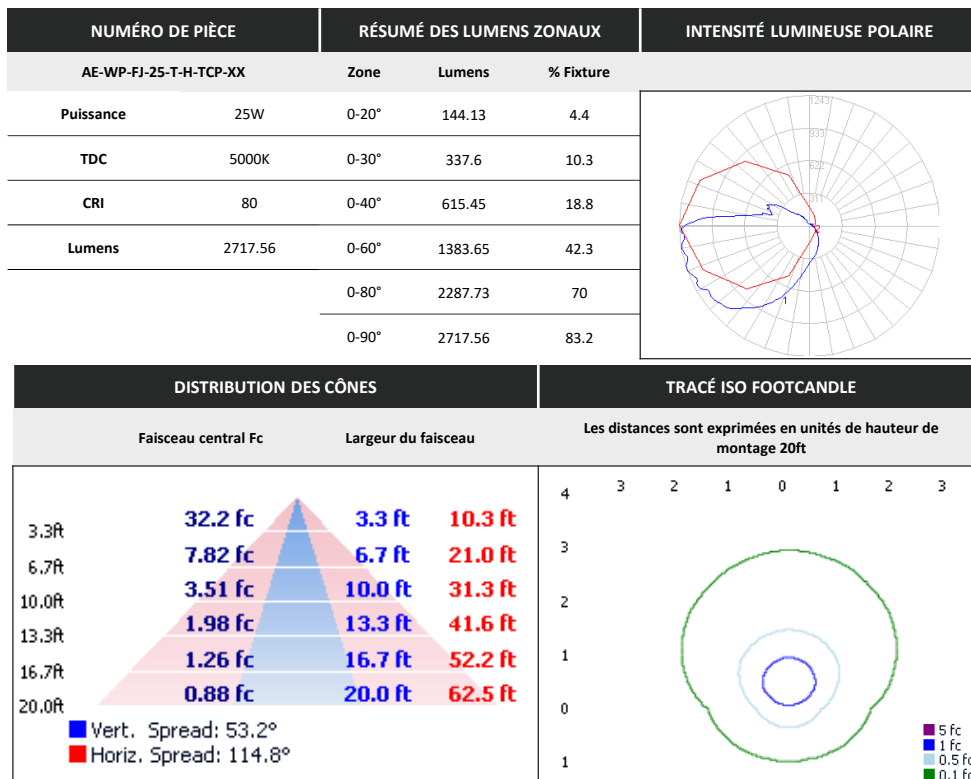 NUMÉRO DE PIÈCE
RÉSUMÉ DES LUMENS ZONAUX
INTENSITÉ LUMINEUSE POLAIRE
AE-WP-FJ-25-T-H-TCP-XX
Zone Lumens % Fixture
Puissance 25W
0-20° 144.13 4.4
TDC 5000K
0-30° 337.6 10.3
CRI 80
0-40° 615.45 18.8
Lumens 2717.56
0-60° 1383.65 42.3
0-80° 2287.73 70
0-90° 2717.56 83.2
1243
933
622
311
2
1
DISTRIBUTION DES CÔNES
TRACÉ ISO FOOTCANDLE
Faisceau central Fc Largeur du faisceau
Les distances sont exprimées en unités de hauteur de
montage 20ft
3.3ft 32.2 fc 3.3 ft 10.3 ft
6.7ft 7.82 fc 6.7 ft 21.0 ft
10.0ft 3.51 fc 10.0 ft 31.3 ft
13.3ft 1.98 fc 13.3 ft 41.6 ft
16.7ft 1.26 fc 16.7 ft 52.2 ft
20.0ft 0.88 fc 20.0 ft 62.5 ft
Vert. Spread: 53.2°
Horiz. Spread: 114.8°
4 3 2 1 0 1 2 3
3
2
1
0
1
5 fc
1 fc
0.5 fc
0.1 fc